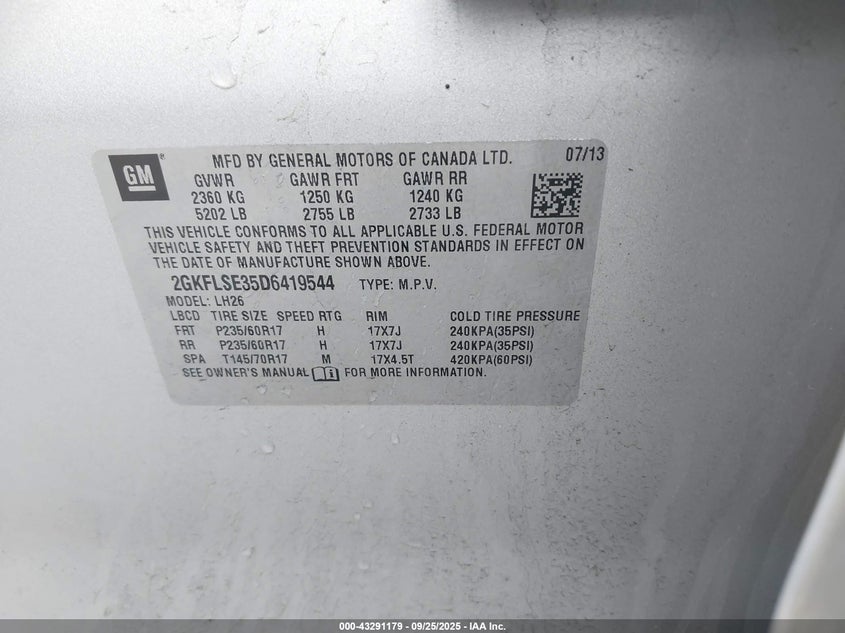 GM
®
MFD BY GENERAL MOTORS OF CANADA LTD. 07/13
GVWR GAWR FRT GAWR RR
2360 KG 1250 KG 1240 KG
5202 LB 2755 LB 2733 LB
THIS VEHICLE CONFORMS TO ALL APPLICABLE U.S. FEDERAL MOTOR
VEHICLE SAFETY AND THEFT PREVENTION STANDARDS IN EFFECT ON
THE DATE OF MANUFACTURE SHOWN ABOVE.
2GKFLSE35D6419544 TYPE: M.P.V.
MODEL: LH26
LBCD TIRE SIZE SPEED RTG RIM COLD TIRE PRESSURE
FRT P235/60R17 H 17X7J 240KPA(35PSI)
RR P235/60R17 H 17X7J 240KPA(35PSI)
SPA T145/70R17 M 17X4.5T 420KPA(60PSI)
SEE OWNER'S MANUAL FOR MORE INFORMATION.
000-43291179 - 09/25/2025 - IAA Inc.